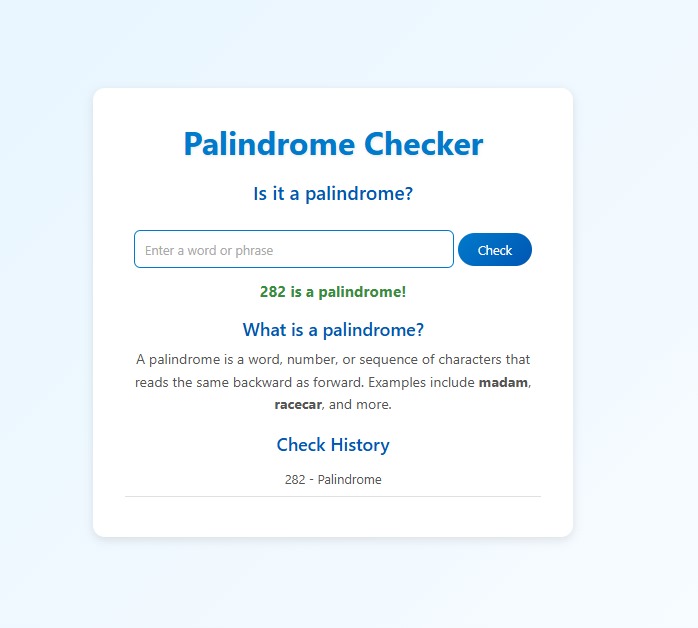 Palindrome Checker
Is it a palindrome?
Enter a word or phrase
Check
282 is a palindrome!
What is a palindrome?
A palindrome is a word, number, or sequence of characters that
reads the same backward as forward. Examples include madam,
racecar, and more.
Check History
282 - Palindrome